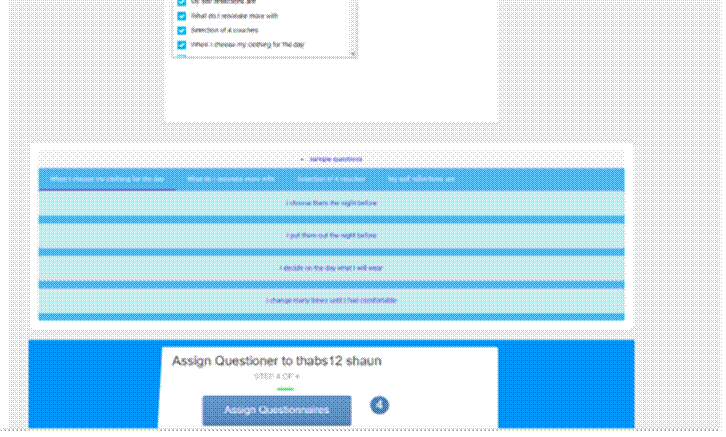 My self reflections are
What do I resonate more with
Selection of 4 couches
When I choose my clothing for the day
Sample questions
When I choose my clothing for the day What do I resonate more with Selection of 4 couches My self reflections are
I choose them the night before
I put them out the night before
I decide on the day what I will wear
I change many times until I feel comfortable
Assign Questioner to thabs12 shaun
STEP 4 OF 4
Assign Questionnaires 4